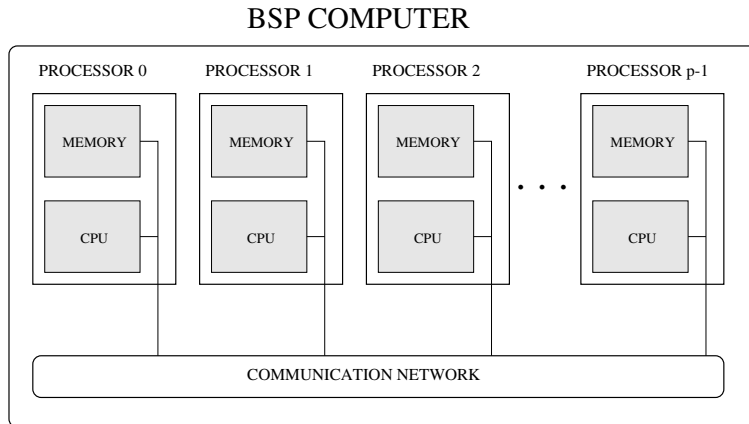 BSP COMPUTER
PROCESSOR 0 PROCESSOR 1 PROCESSOR 2 PROCESSOR p-1
MEMORY MEMORY MEMORY MEMORY
. . .
CPU CPU CPU CPU
COMMUNICATION NETWORK